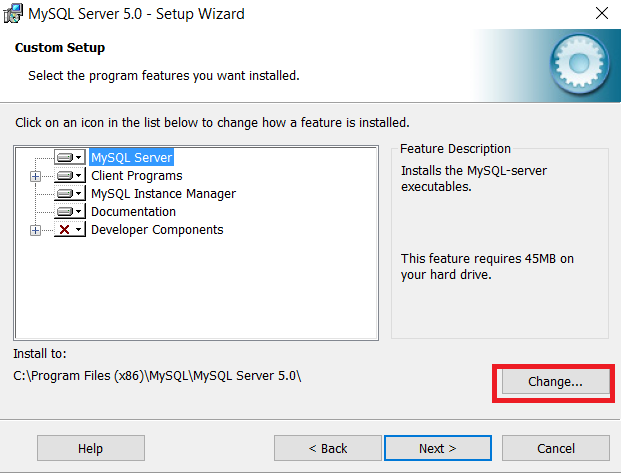 MySQL Server 5.0 - Setup Wizard
Custom Setup
Select the program features you want installed.
Click on an icon in the list below to change how a feature is installed.
MySQL Server
Client Programs
MySQL Instance Manager
Documentation
Developer Components
Feature Description
Installs the MySQL-server
executables.
This feature requires 45MB on
your hard drive.
Install to:
C:\Program Files (x86)\MySQL\MySQL Server 5.0\
Change...
Help
< Back
Next >
Cancel